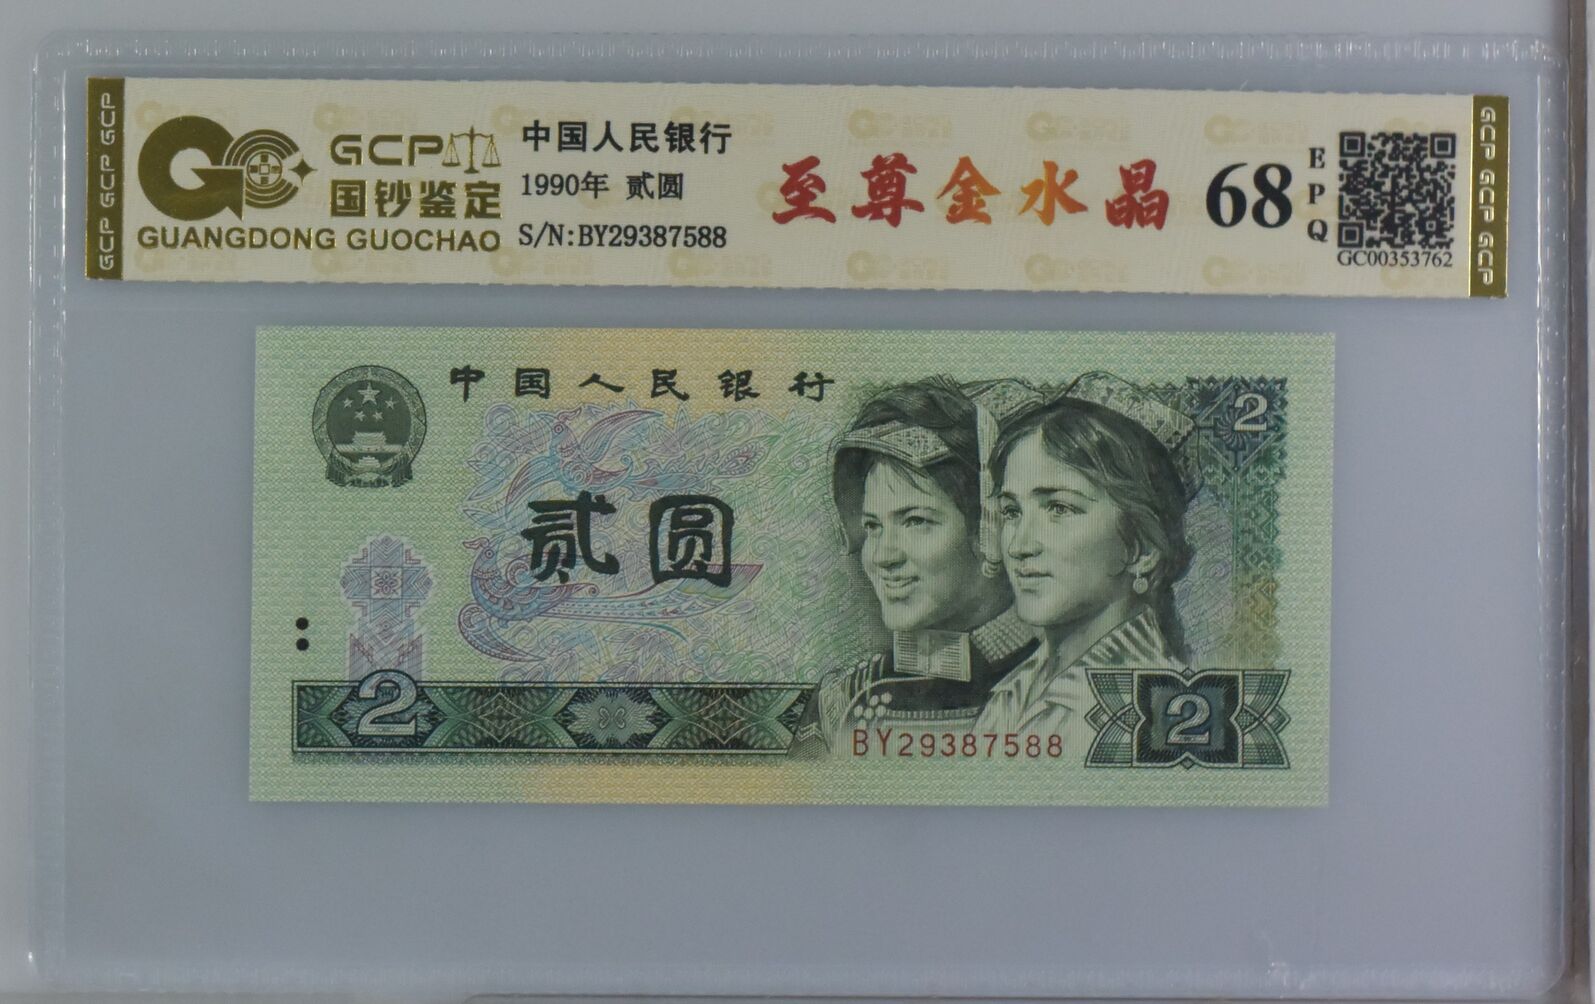 GCP GCP GCP
GCP
国钞鉴定
GUANGDONG GUOCHAO
中国人民银行
1990年 贰圆
S/N:BY29387588
至尊金水晶
68
EPQ
GC00353762
GCP GCP GCP
中国人民银行
2
贰圆
2
BY29387588
2